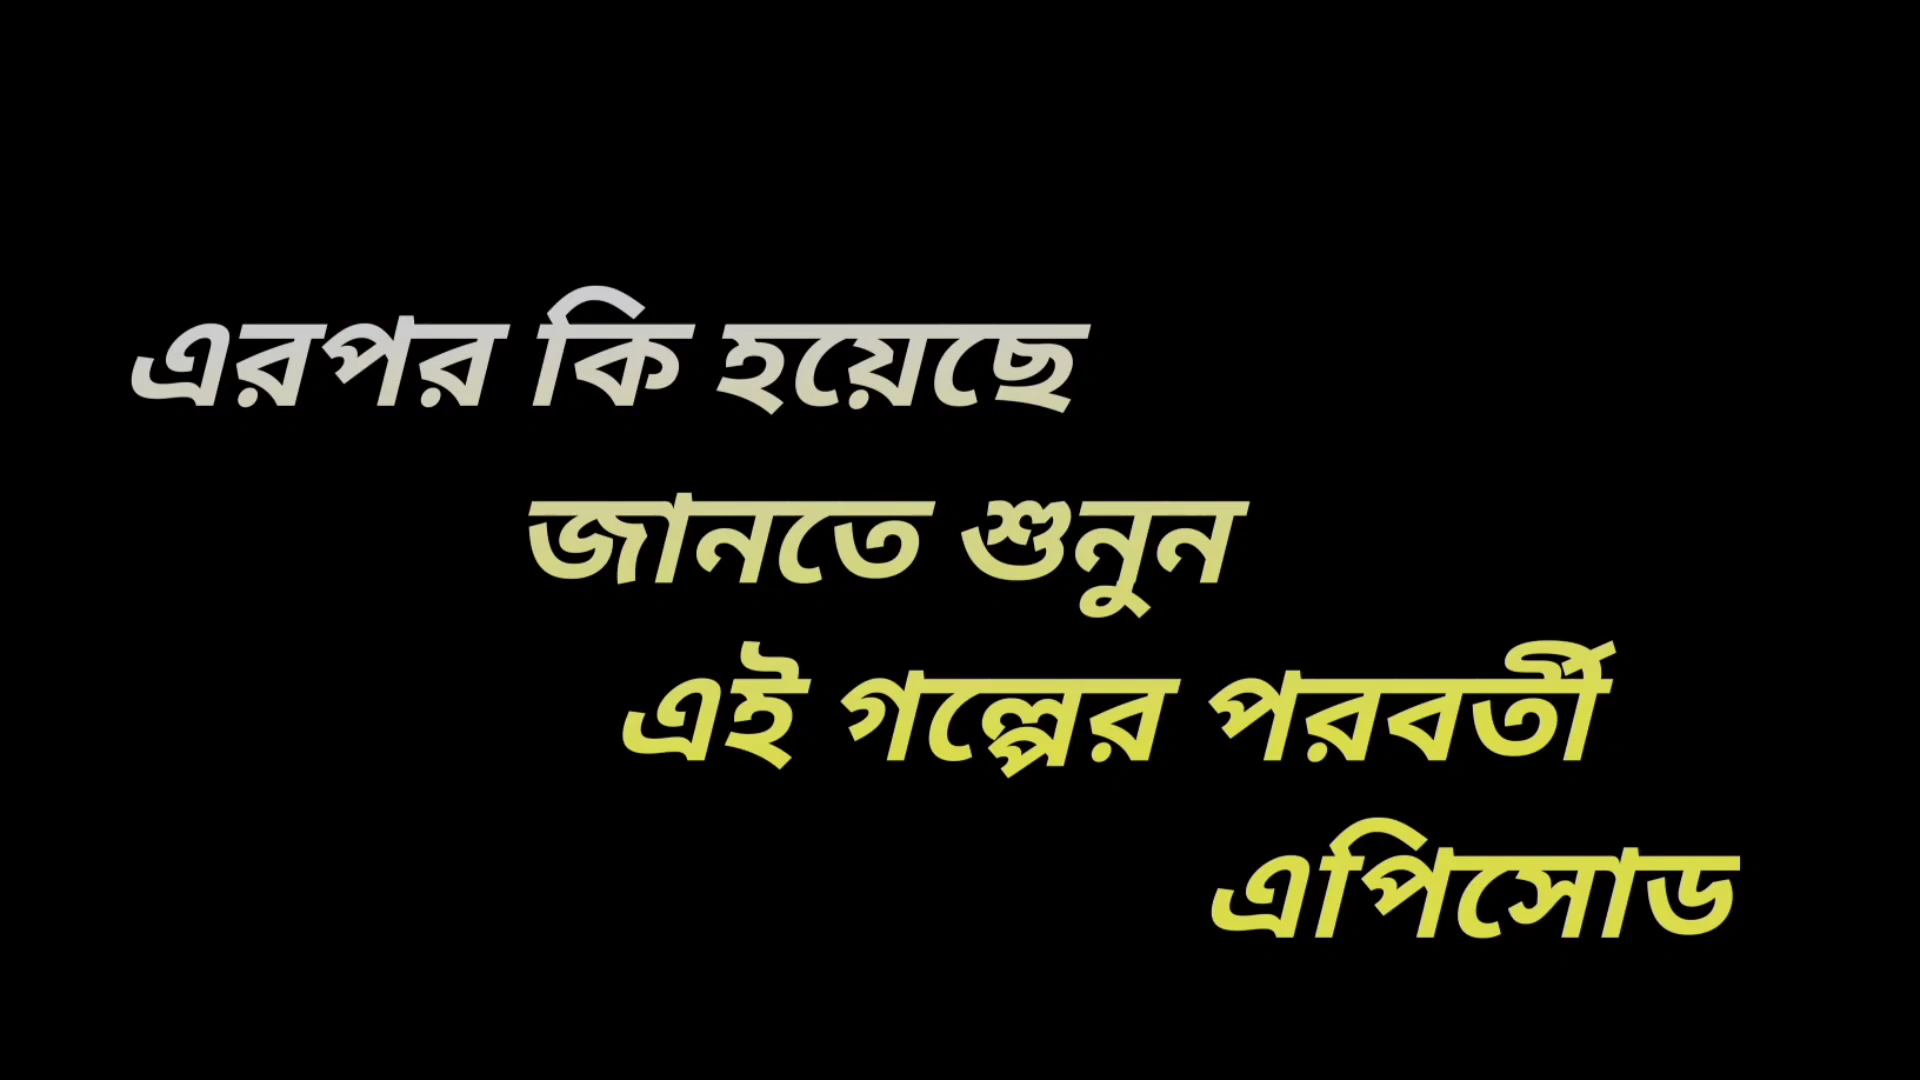 এরপর কি হয়েছে
জানতে শুনুন
এই গল্পের পরবর্তী
এপিসোড